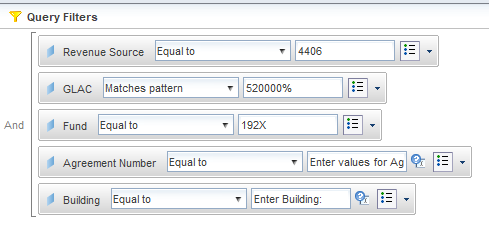 Query Filters
Revenue Source Equal to 4406
GLAC Matches pattern 520000%
And Fund Equal to 192X
Agreement Number Equal to Enter values for Ag
Building Equal to Enter Building: